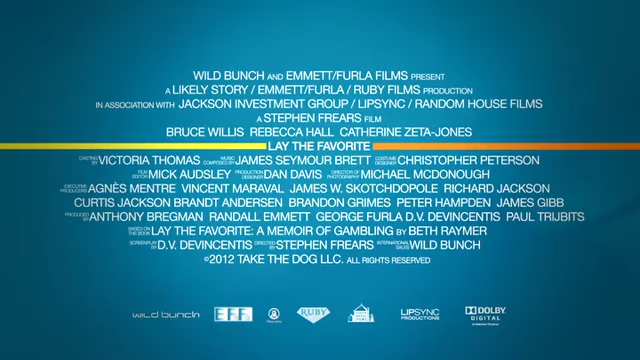 WILD BUNCH AND EMMETT/FURLA FILMS PRESENT
A LIKELY STORY / EMMETT/FURLA / RUBY FILMS PRODUCTION
IN ASSOCIATION WITH JACKSON INVESTMENT GROUP / LIPSYNC / RANDOM HOUSE FILMS
A STEPHEN FREARS FILM
BRUCE WILLIS REBECCA HALL CATHERINE ZETA-JONES
LAY THE FAVORITE
CASTING BY VICTORIA THOMAS MUSIC COMPOSED BY JAMES SEYMOUR BRETT COSTUME DESIGNER CHRISTOPHER PETERSON
FILM EDITOR MICK AUDSLEY PRODUCTION DESIGNER DAN DAVIS DIRECTOR OF PHOTOGRAPHY MICHAEL MCDONOUGH
EXECUTIVE PRODUCERS AGNÈS MENTRE VINCENT MARAVAL JAMES W. SKOTCHDOPOLE RICHARD JACKSON
CURTIS JACKSON BRANDT ANDERSEN BRANDON GRIMES PETER HAMPDEN JAMES GIBB
PRODUCED BY ANTHONY BREGMAN RANDALL EMMETT GEORGE FURLA D.V. DEVINCENTIS PAUL TRIJBITS
BASED ON THE BOOK LAY THE FAVORITE: A MEMOIR OF GAMBLING BY BETH RAYMER
SCREENPLAY BY D.V. DEVINCENTIS DIRECTED BY STEPHEN FREARS INTERNATIONAL SALES WILD BUNCH
©2012 TAKE THE DOG LLC. ALL RIGHTS RESERVED
wild bunch EFF RUBY LIPSYNC PRODUCTIONS DOLBY DIGITAL